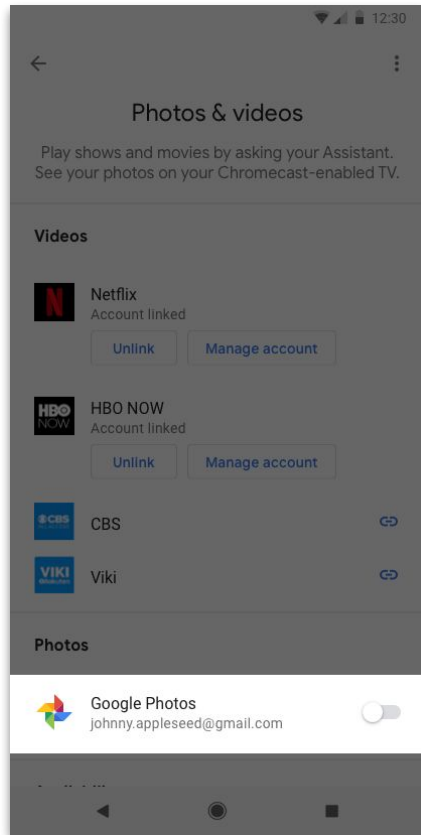 12:30
Photos & videos
Play shows and movies by asking your Assistant.
See your photos on your Chromecast-enabled TV.
Videos
N
Netflix
Account linked
Unlink Manage account
HBO
NOW
HBO NOW
Account linked
Unlink Manage account
CBS
CBS
VIKI
Viki
Photos
Google Photos
johnny.appleseed@gmail.com